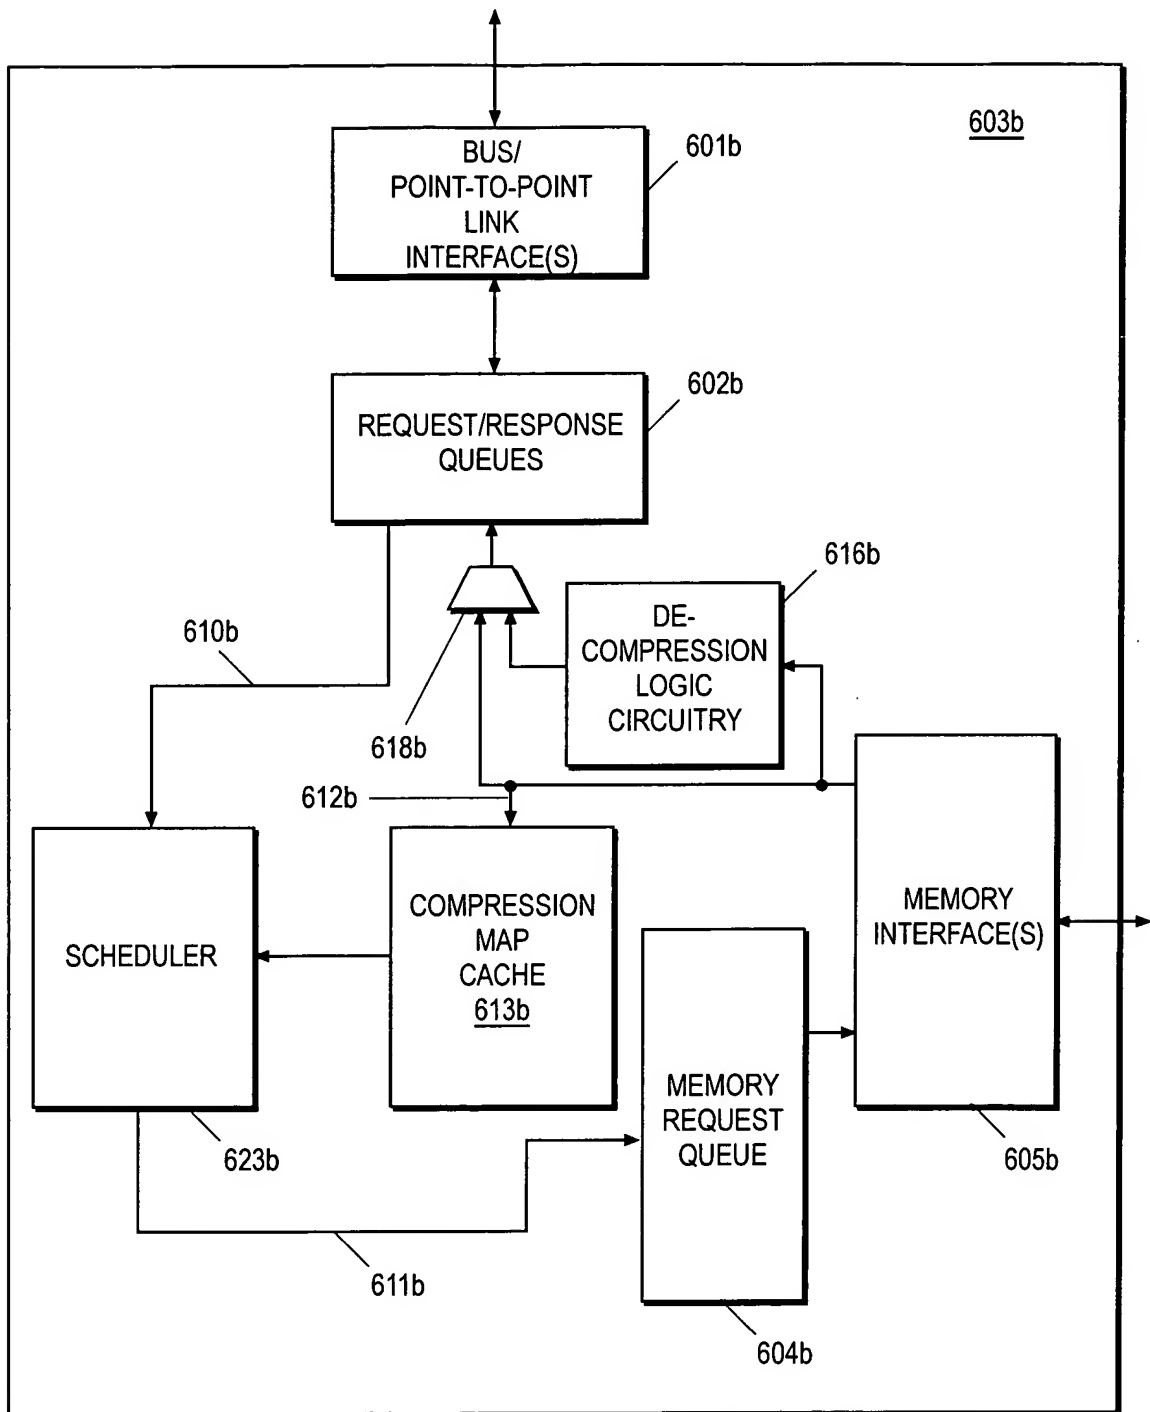 603b
BUS/
POINT-TO-POINT
LINK
INTERFACE(S)
601b
602b
REQUEST/RESPONSE
QUEUES
616b
DE-
COMPRESSION
LOGIC
CIRCUITRY
610b
618b
612b
SCHEDULER
COMPRESSION
MAP
CACHE
613b
MEMORY
INTERFACE(S)
MEMORY
REQUEST
QUEUE
623b
605b
611b
604b